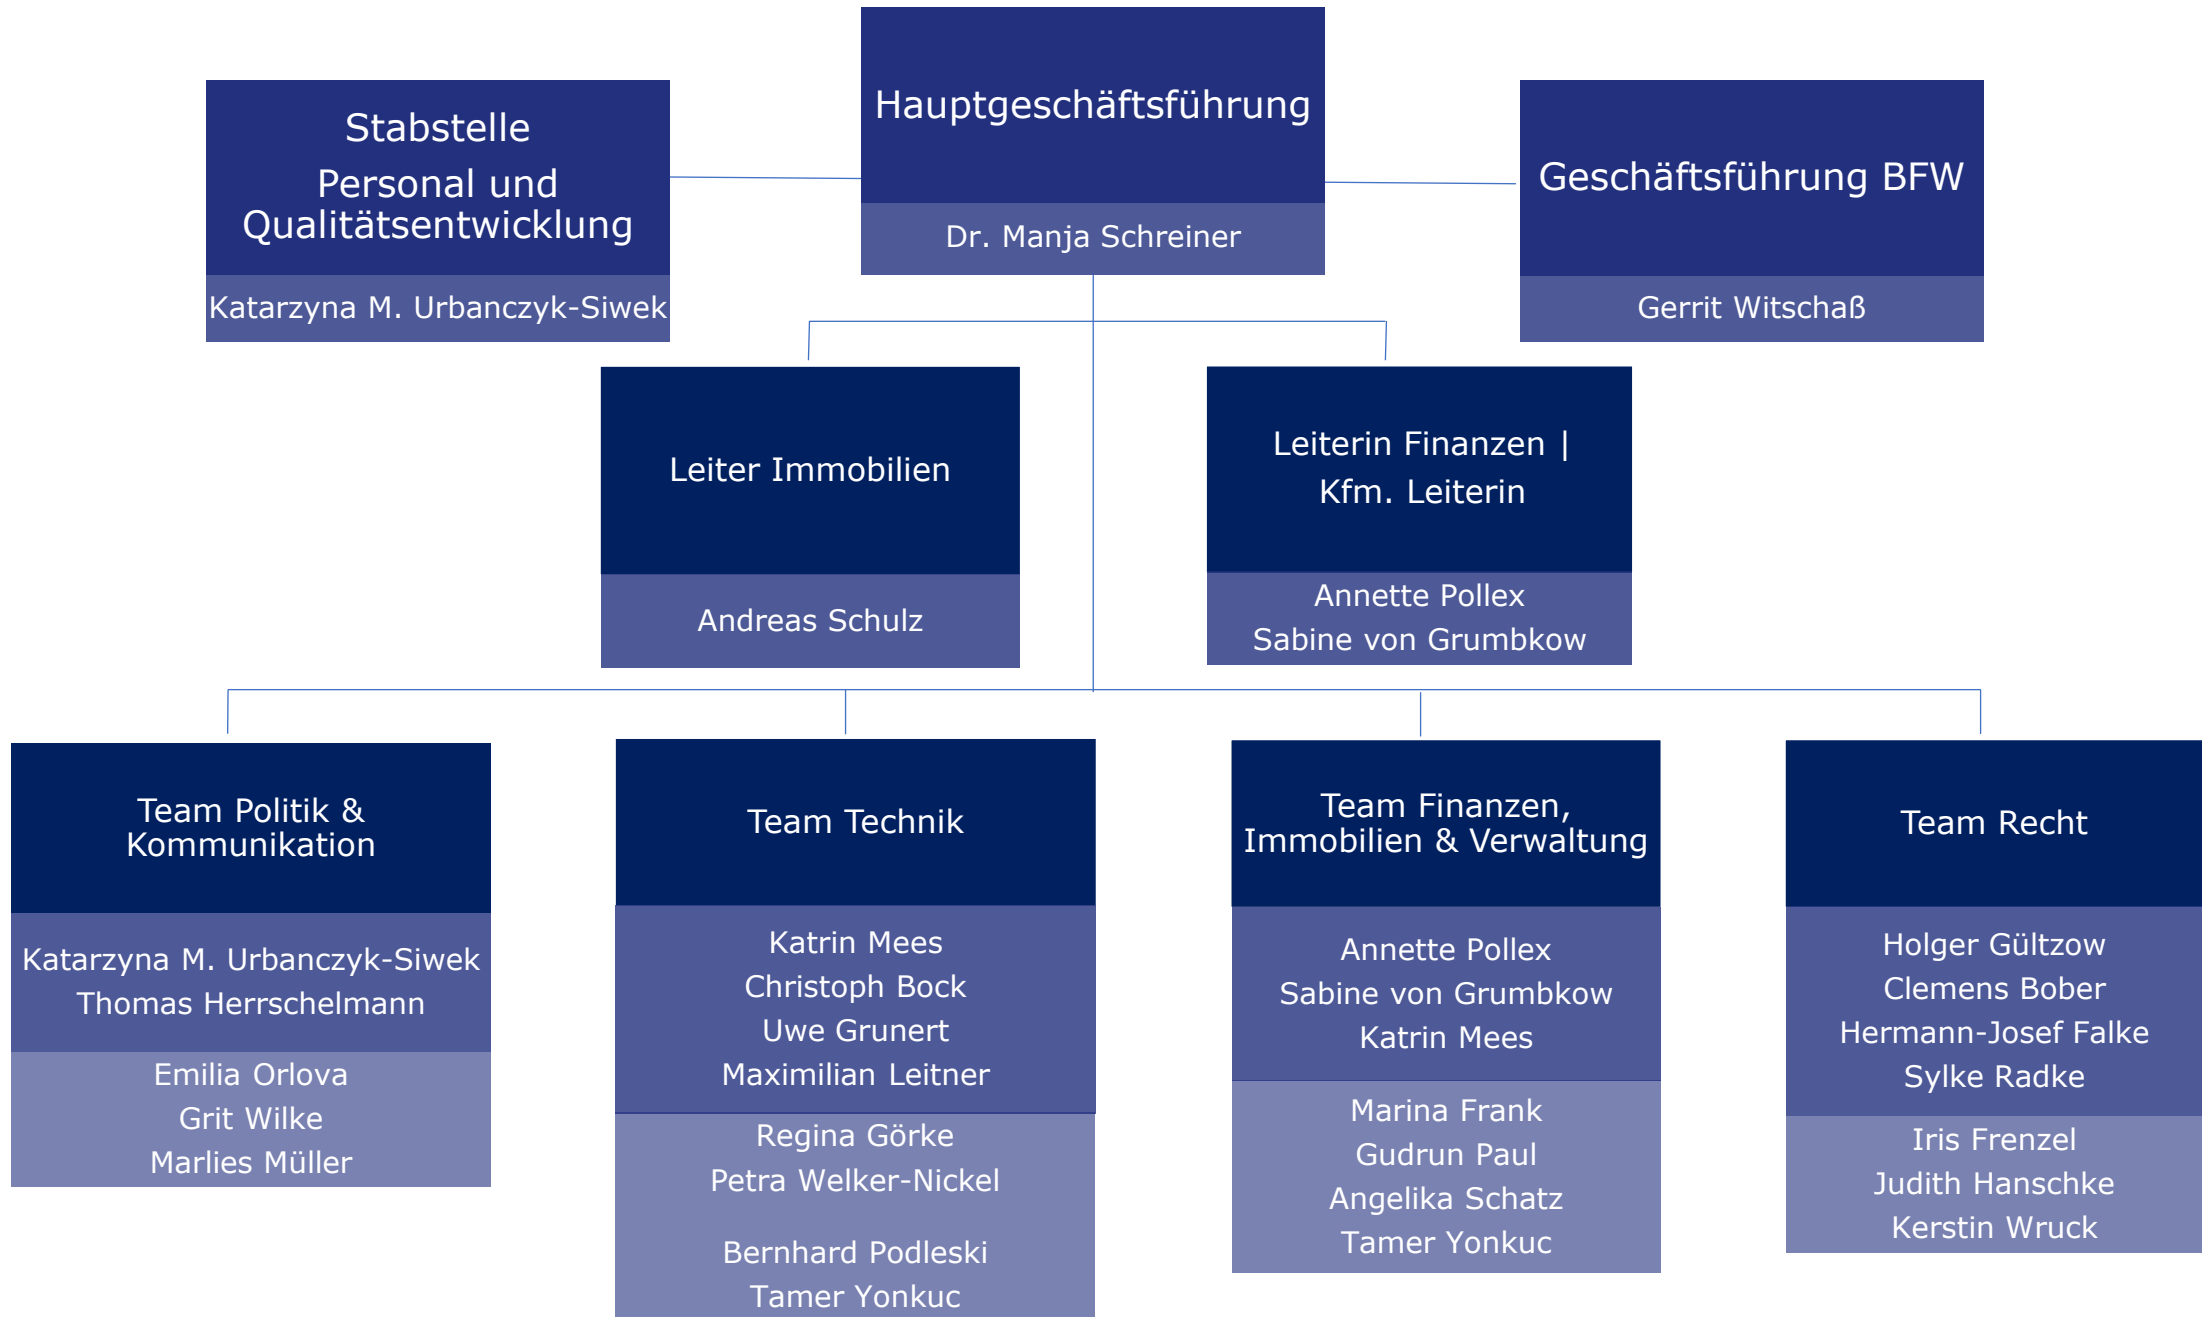 Hauptgeschäftsführung
Dr. Manja Schreiner
Stabstelle
Personal und
Qualitätsentwicklung
Katarzyna M. Urbanczyk-Siwek
Geschäftsführung BFW
Gerrit Witschaß
Leiter Immobilien
Andreas Schulz
Leiterin Finanzen |
Kfm. Leiterin
Annette Pollex
Sabine von Grumbkow
Team Politik &
Kommunikation
Katarzyna M. Urbanczyk-Siwek
Thomas Herrschelmann
Emilia Orlova
Grit Wilke
Marlies Müller
Team Technik
Katrin Mees
Christoph Bock
Uwe Grunert
Maximilian Leitner
Regina Görke
Petra Welker-Nickel
Bernhard Podleski
Tamer Yonkuc
Team Finanzen,
Immobilien & Verwaltung
Annette Pollex
Sabine von Grumbkow
Katrin Mees
Marina Frank
Gudrun Paul
Angelika Schatz
Tamer Yonkuc
Team Recht
Holger Gültzow
Clemens Bober
Hermann-Josef Falke
Sylke Radke
Iris Frenzel
Judith Hanschke
Kerstin Wruck